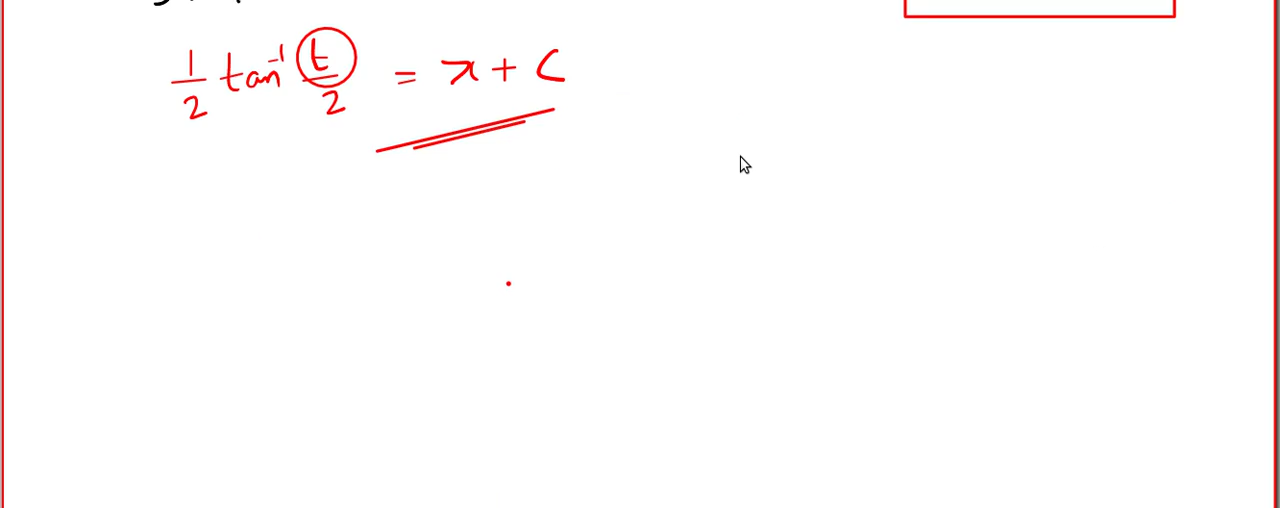 1/2 tan⁻¹ t/2 = x + C